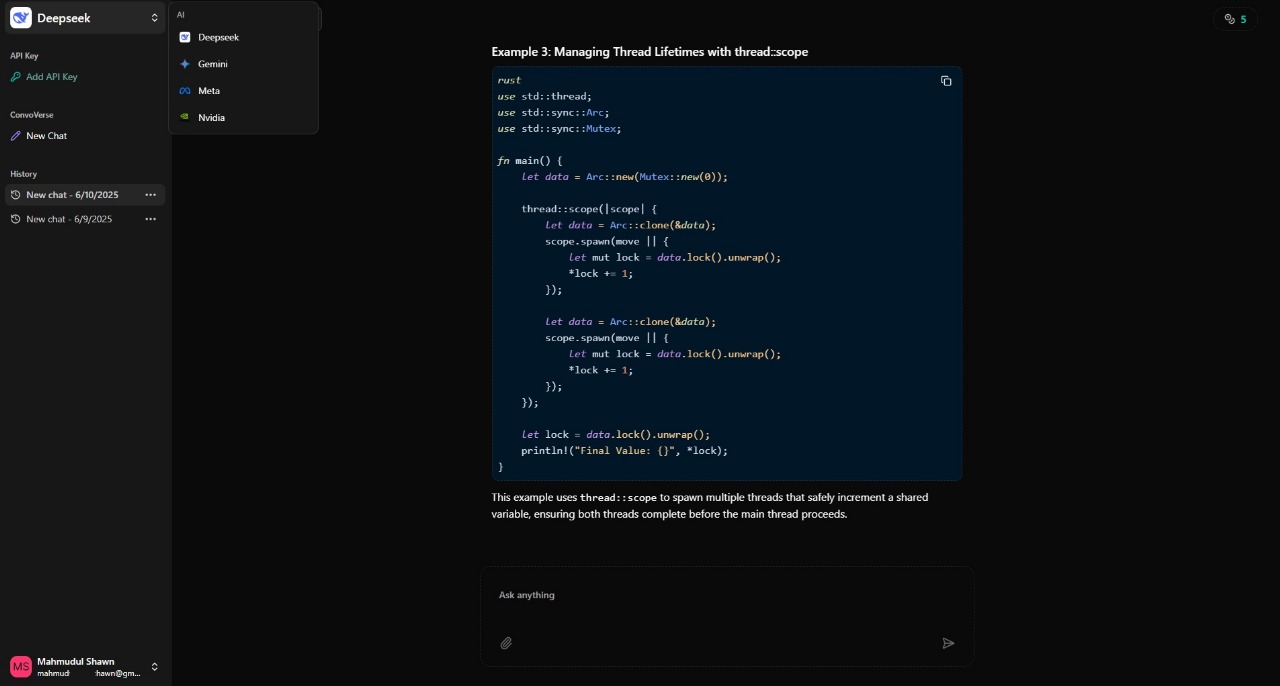 Deepseek
API Key
Add API Key
ConvoVerse
New Chat
History
New chat - 6/10/2025
New chat - 6/9/2025
MS
Mahmudul Shawn
mahmud hawn@gm...
AI
Deepseek
Gemini
Meta
Nvidia
5
Example 3: Managing Thread Lifetimes with thread::scope
rust
use std::thread;
use std::sync::Arc;
use std::sync::Mutex;
fn main() {
    let data = Arc::new(Mutex::new(0));
    thread::scope(|scope| {
        let data = Arc::clone(&data);
        scope.spawn(move || {
            let mut lock = data.lock().unwrap();
            *lock += 1;
        });
        let data = Arc::clone(&data);
        scope.spawn(move || {
            let mut lock = data.lock().unwrap();
            *lock += 1;
        });
    });
    let lock = data.lock().unwrap();
    println!("Final Value: {}", *lock);
}
This example uses thread::scope to spawn multiple threads that safely increment a shared
variable, ensuring both threads complete before the main thread proceeds.
Ask anything